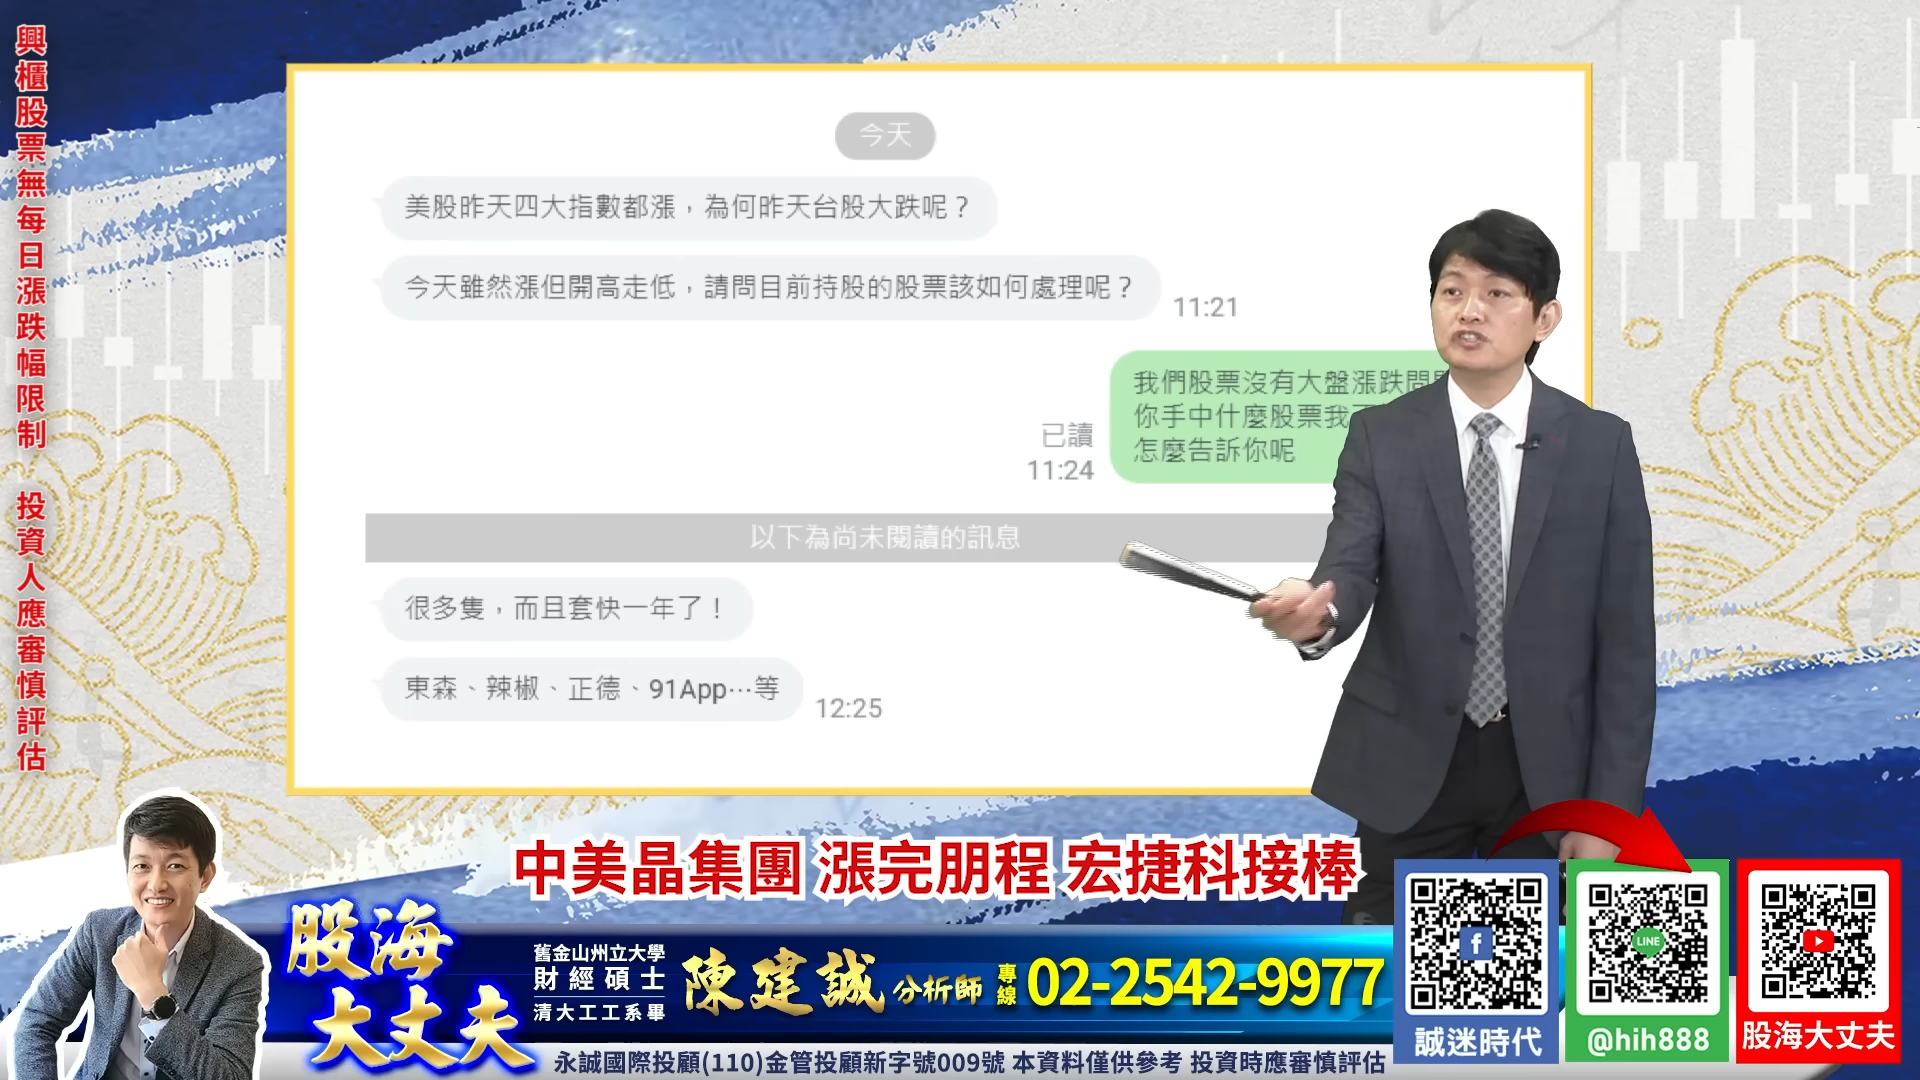 興櫃股票無每日漲跌幅限制 投資人應審慎評估
今天
美股昨天四大指數都漲,為何昨天台股大跌呢?
今天雖然漲但開高走低,請問目前持股的股票該如何處理呢?
11:21
我們股票沒有大盤漲跌問
你手中什麼股票我
怎麼告訴你呢
已讀
11:24
以下為尚未閱讀的訊息
很多隻,而且套快一年了!
東森、辣椒、正德、91App…等
12:25
中美晶集團 漲完朋程 宏捷科接棒
股海
大丈夫
舊金山州立大學
財經碩士
清大工工系畢
陳建誠 分析師
專線 02-2542-9977
永誠國際投顧(110)金管投顧新字號009號 本資料僅供參考 投資時應審慎評估
誠迷時代
LINE
@hih888
股海大丈夫